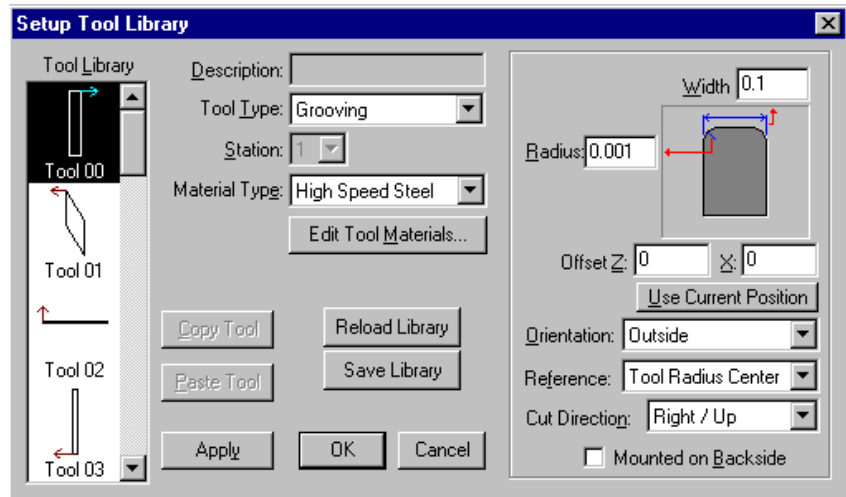 Setup Tool Library
Tool Library
Tool 00
Tool 01
Tool 02
Tool 03
Description:
Tool Type: Grooving
Station: 1
Material Type: High Speed Steel
Edit Tool Materials...
Copy Tool
Reload Library
Paste Tool
Save Library
Apply
OK
Cancel
Width 0.1
Radius: 0.001
Offset Z: 0 X: 0
Use Current Position
Orientation: Outside
Reference: Tool Radius Center
Cut Direction: Right / Up
Mounted on Backside